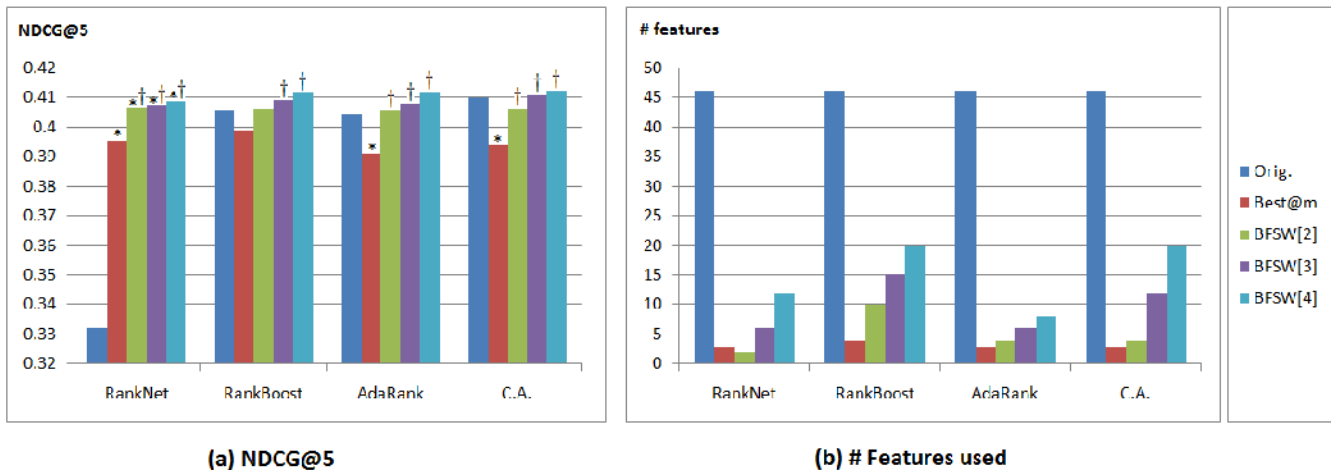 NDCG@5
0.42
0.41
0.4
0.39
0.38
0.37
0.36
0.35
0.34
0.33
0.32
* *† *† *†
† †
* † † †
* † † †
RankNet RankBoost AdaRank C.A.
(a) NDCG@5
# features
50
45
40
35
30
25
20
15
10
5
0
RankNet RankBoost AdaRank C.A.
(b) # Features used
Orig.
Best@m
BFSW[2]
BFSW[3]
BFSW[4]